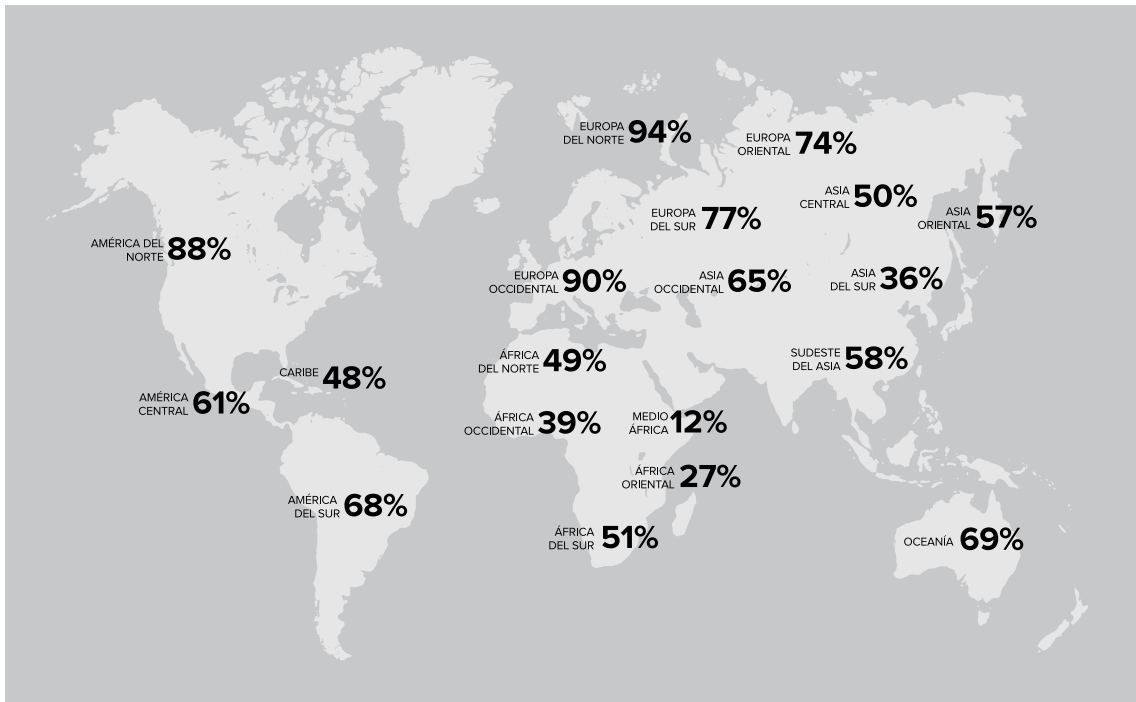 EUROPA
DEL NORTE 94%
EUROPA
ORIENTAL 74%
ASIA
CENTRAL 50%
ASIA
ORIENTAL 57%
EUROPA
DEL SUR 77%
AMÉRICA DEL
NORTE 88%
EUROPA
OCCIDENTAL 90%
ASIA
OCCIDENTAL 65%
ASIA
DEL SUR 36%
ÁFRICA
DEL NORTE 49%
SUDESTE
DEL ASIA 58%
CARIBE 48%
AMÉRICA
CENTRAL 61%
ÁFRICA
OCCIDENTAL 39%
MEDIO
ÁFRICA 12%
ÁFRICA
ORIENTAL 27%
AMÉRICA
DEL SUR 68%
ÁFRICA
DEL SUR 51%
OCEANÍA 69%